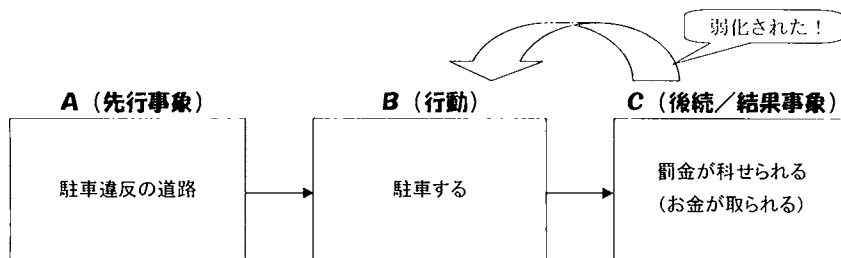 弱化された！
A（先行事象）
B（行動）
C（後続／結果事象）
駐車違反の道路
駐車する
罰金が科せられる
(お金が取られる)